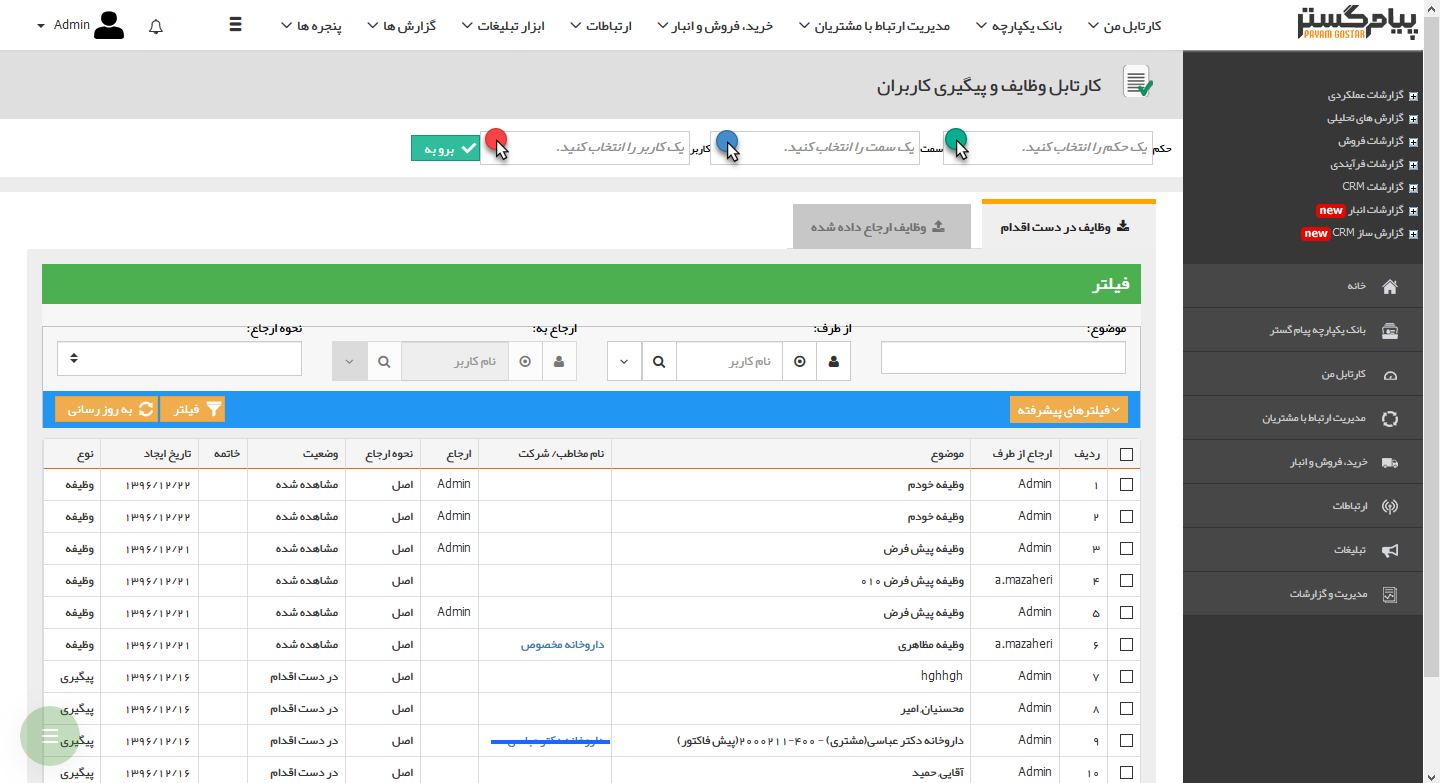 پیام گستر
PAYAM GOSTAR
کارتابل من
بانک یکپارچه
مدیریت ارتباط با مشتریان
خرید، فروش و انبار
ارتباطات
ابزار تبلیغات
گزارش ها
پنجره ها
Admin
گزارشات عملکردی
گزارش های تحلیلی
گزارشات فروش
گزارشات فرآیندی
گزارشات CRM
گزارشات انبار new
گزارش ساز CRM new
خانه
بانک یکپارچه پیام گستر
کارتابل من
مدیریت ارتباط با مشتریان
خرید، فروش و انبار
ارتباطات
تبلیغات
مدیریت و گزارشات
کارتابل وظایف و پیگیری کاربران
حکم یک حکم را انتخاب کنید. سمت یک سمت را انتخاب کنید. کاربر یک کاربر را انتخاب کنید. برو به
وظایف در دست اقدام وظایف ارجاع داده شده
فیلتر
موضوع: از طرف: ارجاع به: نحوه ارجاع:
نام کاربر نام کاربر
فیلترهای پیشرفته فیلتر به روز رسانی
ردیف ارجاع از طرف موضوع نام مخاطب/ شرکت ارجاع نحوه ارجاع وضعیت خاتمه تاریخ ایجاد نوع
۱ Admin وظیفه خودم Admin اصل مشاهده شده ۱۳۹۶/۱۲/۲۲ وظیفه
۲ Admin وظیفه خودم Admin اصل مشاهده شده ۱۳۹۶/۱۲/۲۲ وظیفه
۳ Admin وظیفه پیش فرض Admin اصل مشاهده شده ۱۳۹۶/۱۲/۲۱ وظیفه
۴ a.mazaheri وظیفه پیش فرض ۰۱۰ اصل مشاهده شده ۱۳۹۶/۱۲/۲۱ وظیفه
۵ Admin وظیفه پیش فرض Admin اصل مشاهده شده ۱۳۹۶/۱۲/۲۱ وظیفه
۶ a.mazaheri وظیفه مظاهری داروخانه مخصوص اصل مشاهده شده ۱۳۹۶/۱۲/۲۱ وظیفه
۷ Admin hghhgh اصل در دست اقدام ۱۳۹۶/۱۲/۱۶ پیگیری
۸ Admin محسنیان,امیر اصل در دست اقدام ۱۳۹۶/۱۲/۱۶ پیگیری
۹ Admin داروخانه دکتر عباسی(مشتری) - ۴۰۰-۲۰۰۰۲۱۱(پیش فاکتور) اصل در دست اقدام ۱۳۹۶/۱۲/۱۶ پیگیری
۱۰ Admin آقایی,حمید اصل در دست اقدام ۱۳۹۶/۱۲/۱۶ پیگیری